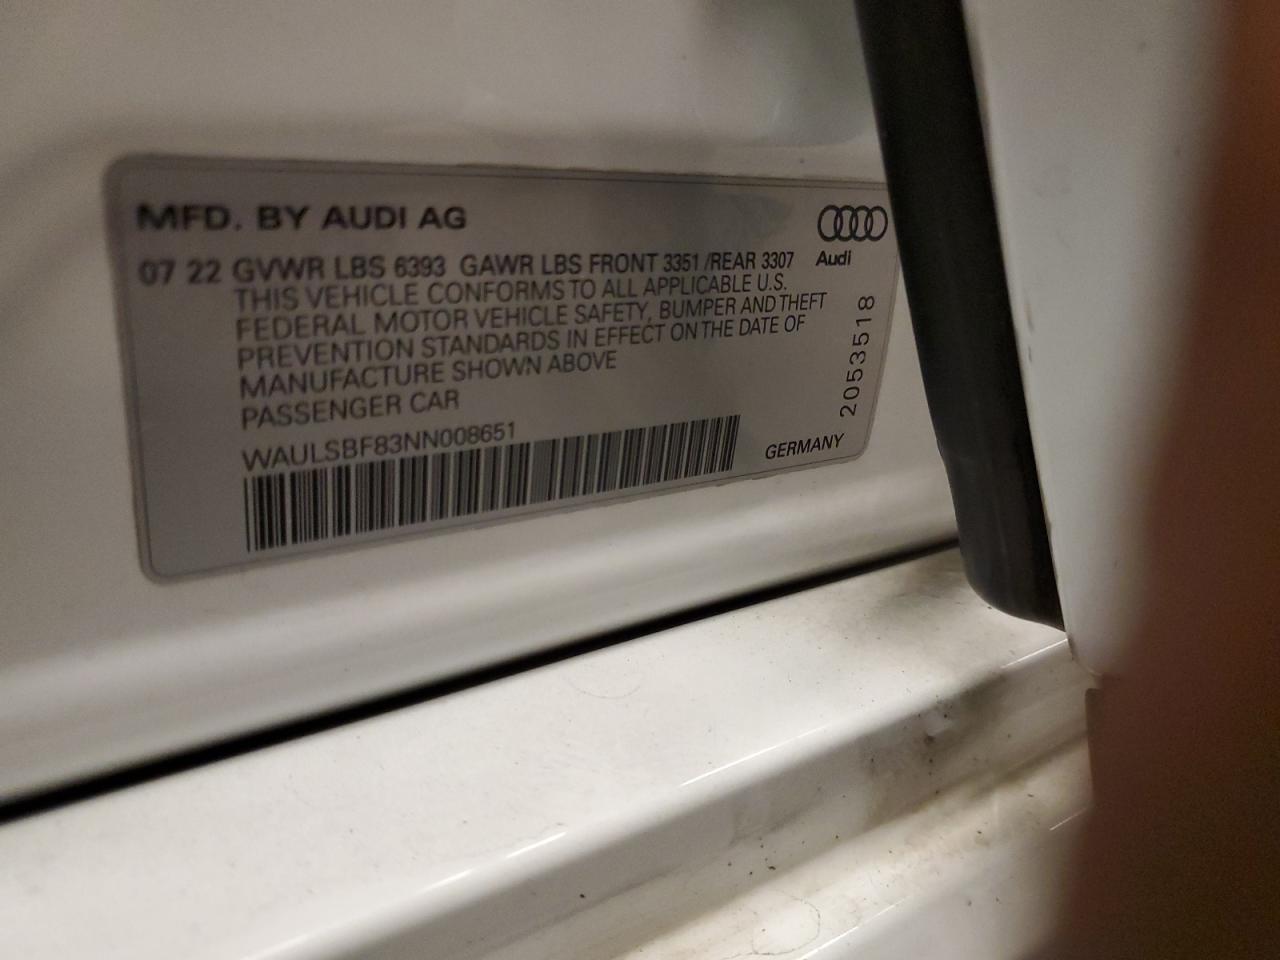 MFD. BY AUDI AG
Audi
07 22 GVWR LBS 6393 GAWR LBS FRONT 3351 /REAR 3307
THIS VEHICLE CONFORMS TO ALL APPLICABLE U.S.
FEDERAL MOTOR VEHICLE SAFETY, BUMPER AND THEFT
PREVENTION STANDARDS IN EFFECT ON THE DATE OF
MANUFACTURE SHOWN ABOVE
PASSENGER CAR
WAULSBF83NN008651
GERMANY
2053518